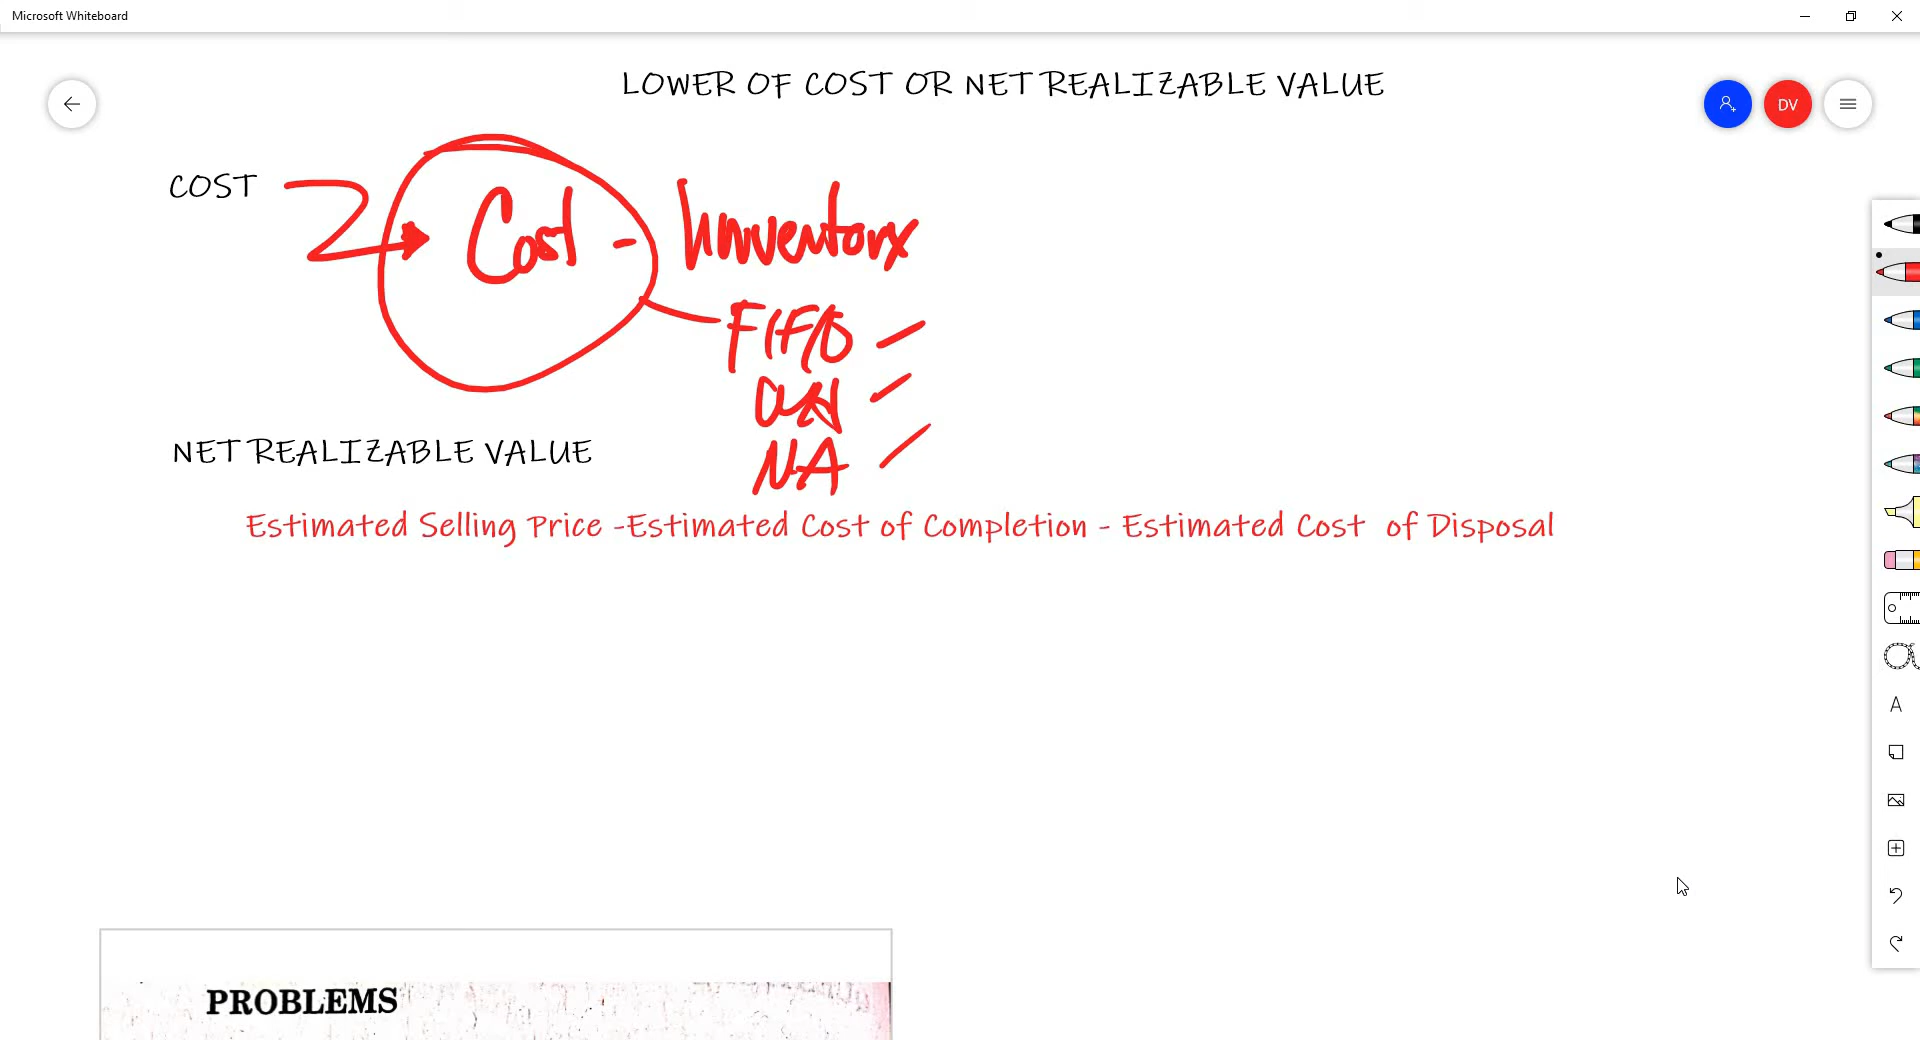 Microsoft Whiteboard
LOWER OF COST OR NET REALIZABLE VALUE
DV
COST
Cost - Inventory
FIFO
NA
NET REALIZABLE VALUE
Estimated Selling Price -Estimated Cost of Completion - Estimated Cost of Disposal
A
PROBLEMS